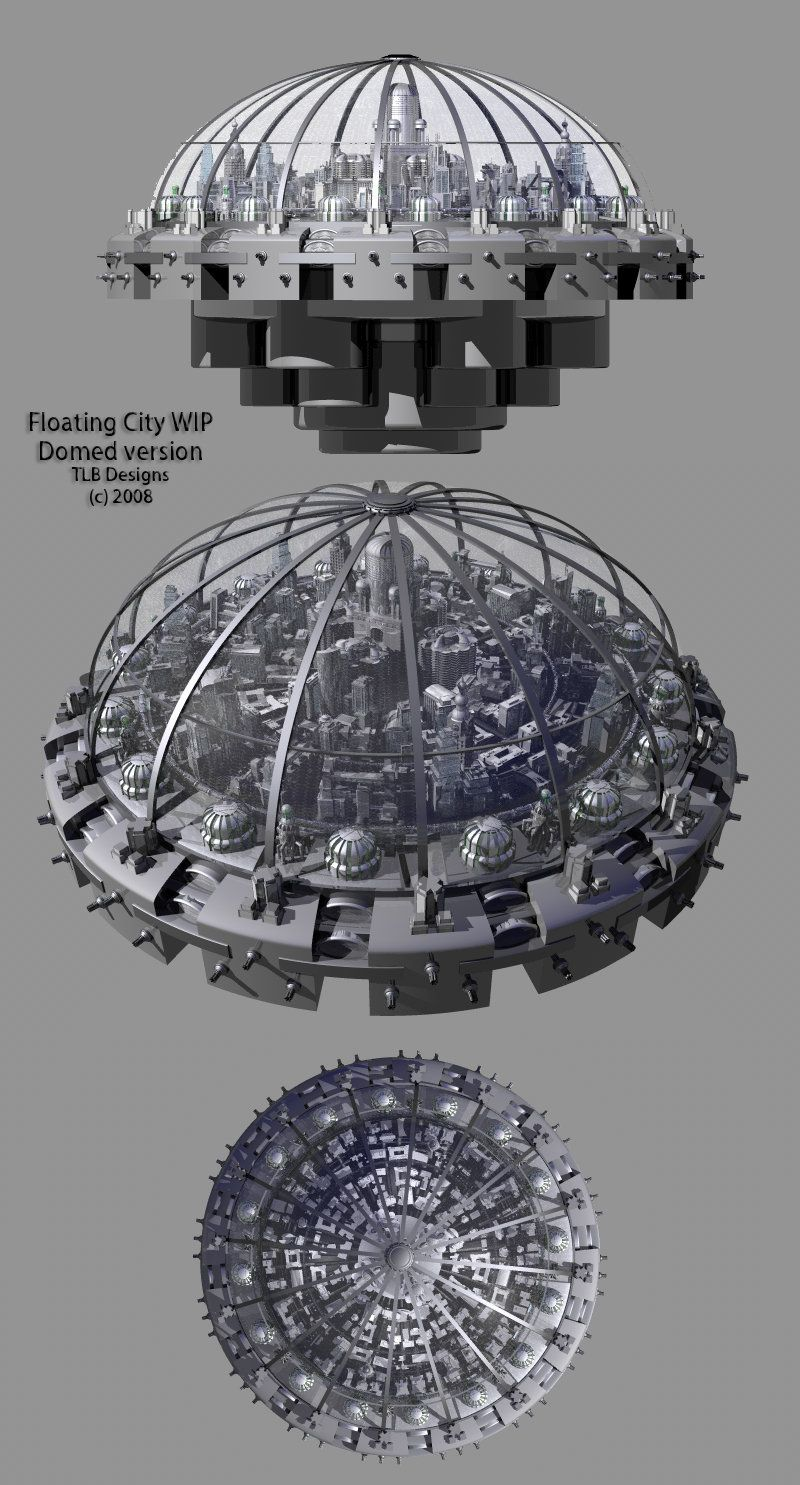 Floating City WIP
Domed version
TLB Designs
(c) 2008